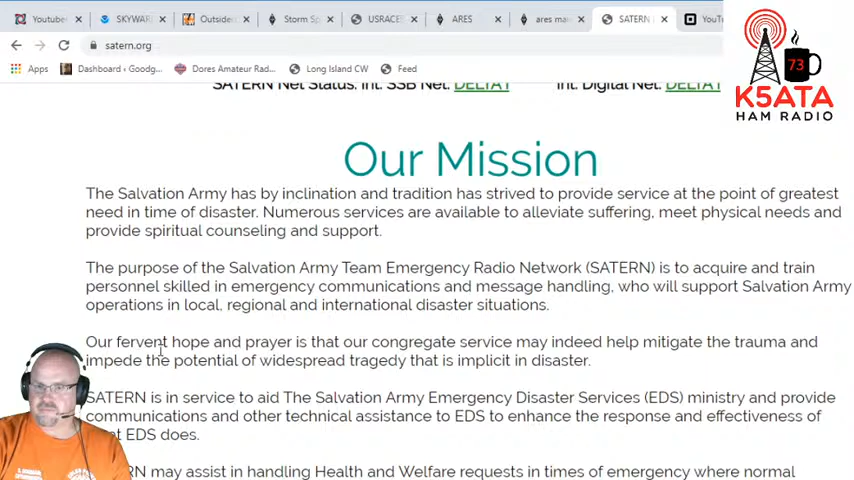 Youtube
SKYWAR
Outside
Storm Sp
USRACES
ARES
ares ma
SATERN
YouT
satern.org
Apps
Dashboard ‹ Goodg...
Dores Amateur Rad...
Long Island CW
Feed
73
K5ATA
HAM RADIO
SATERN Net Status: Int. SSB Net: DELTA1 Int. Digital Net: DELTA1
Our Mission
The Salvation Army has by inclination and tradition has strived to provide service at the point of greatest
need in time of disaster. Numerous services are available to alleviate suffering, meet physical needs and
provide spiritual counseling and support.
The purpose of the Salvation Army Team Emergency Radio Network (SATERN) is to acquire and train
personnel skilled in emergency communications and message handling, who will support Salvation Army
operations in local, regional and international disaster situations.
Our fervent hope and prayer is that our congregate service may indeed help mitigate the trauma and
impede the potential of widespread tragedy that is implicit in disaster.
SATERN is in service to aid The Salvation Army Emergency Disaster Services (EDS) ministry and provide
communications and other technical assistance to EDS to enhance the response and effectiveness of
et EDS does.
RN may assist in handling Health and Welfare requests in times of emergency where normal